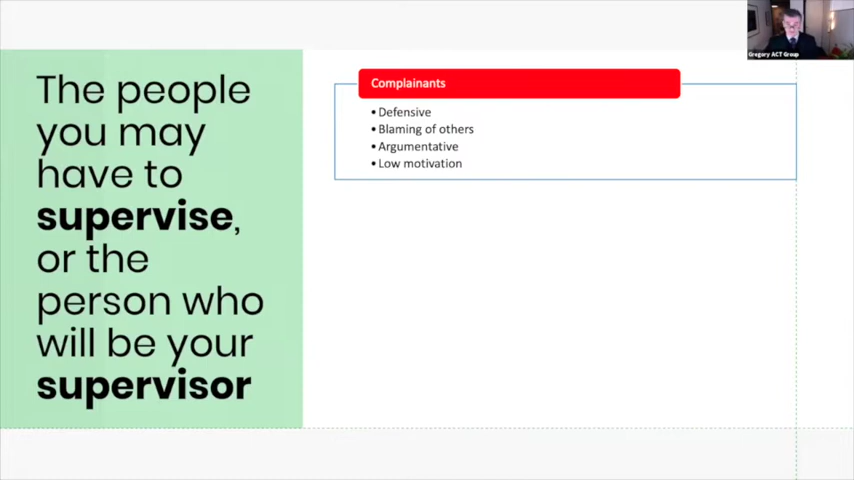 The people
you may
have to
supervise,
or the
person who
will be your
supervisor
Complainants
• Defensive
• Blaming of others
• Argumentative
• Low motivation
Gregory ACT Group